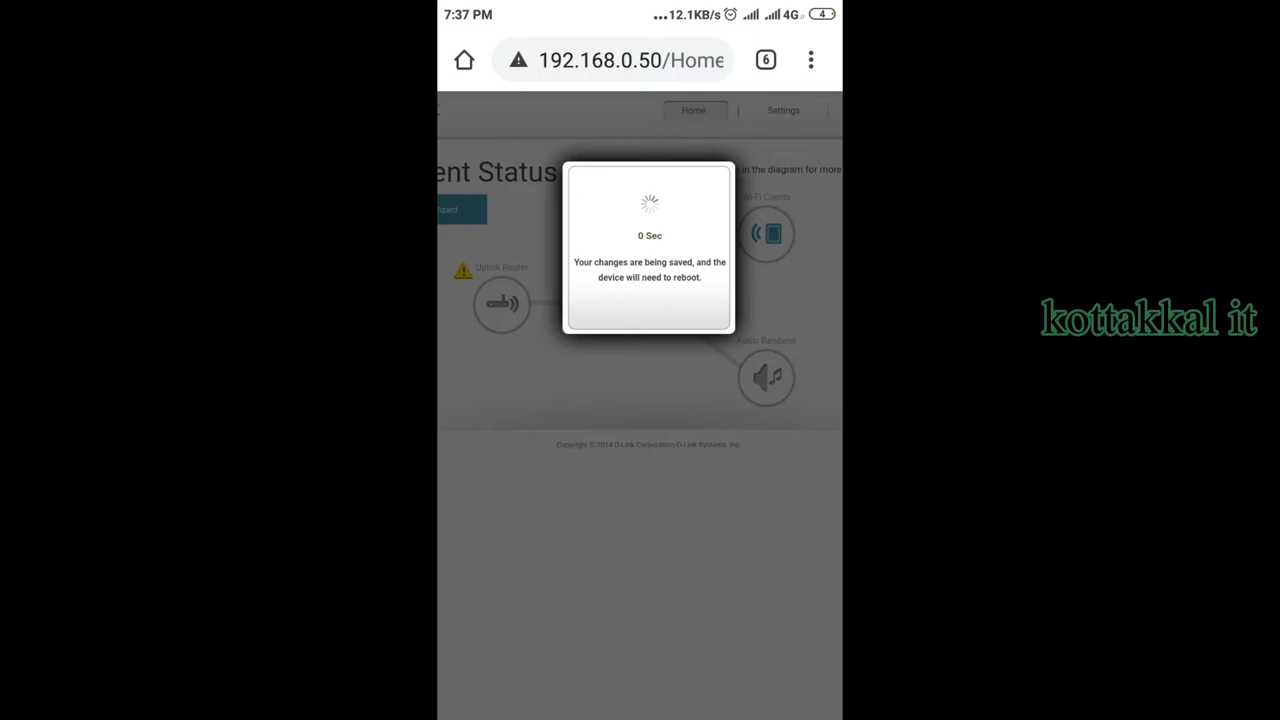 7:37 PM
...12.1KB/s
4G
4
192.168.0.50/Home
6
Home | Settings
ent Status
in the diagram for more
izard
Wi-Fi Clients
Uplink Router
0 Sec
Your changes are being saved, and the
device will need to reboot.
Audio Renderer
Copyright © 2014 D-Link Corporation/D-Link Systems, Inc.
kottakkal it